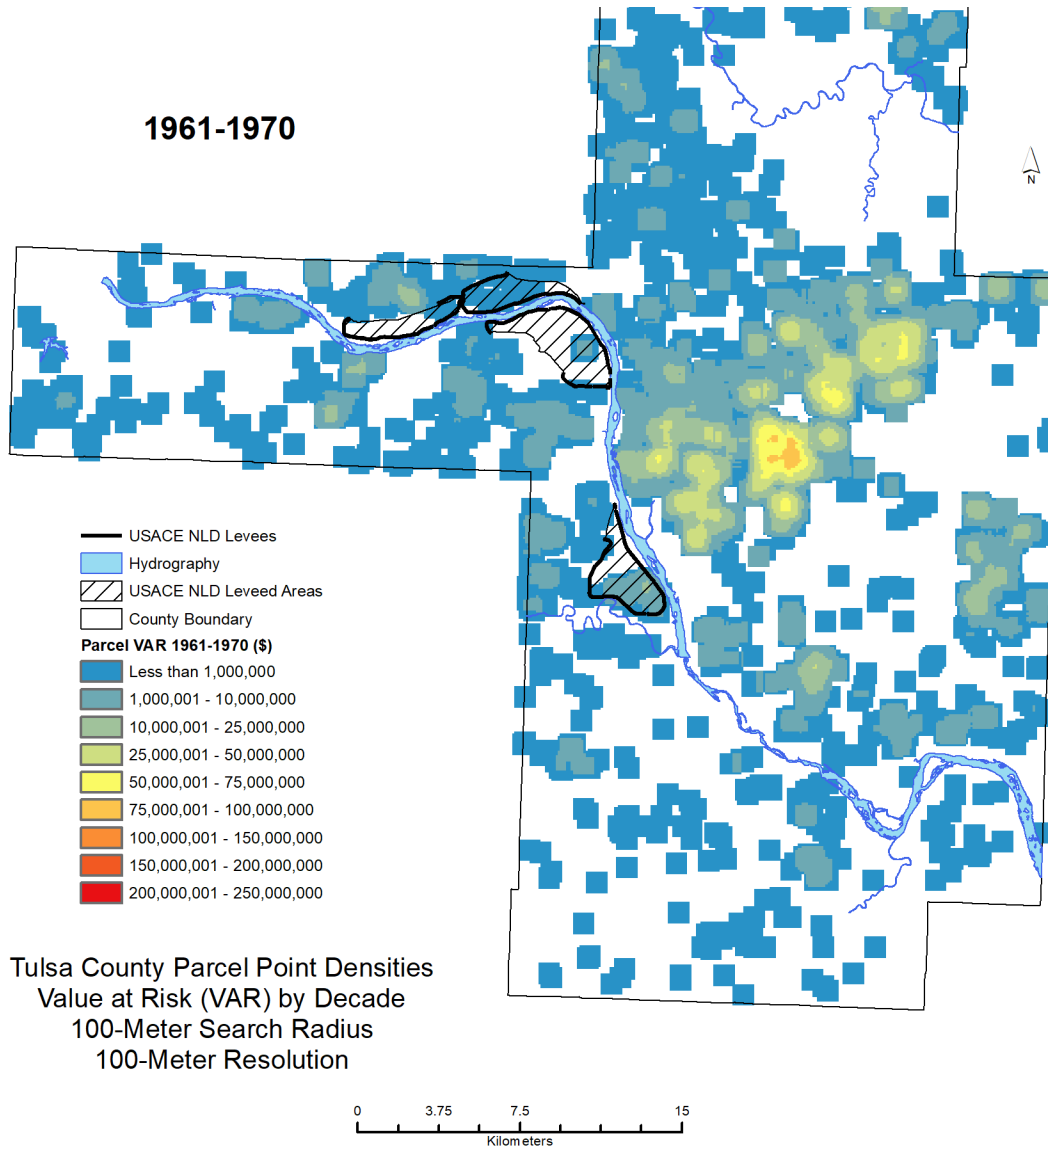 1961-1970
N
USACE NLD Levees
Hydrography
USACE NLD Leveed Areas
County Boundary
Parcel VAR 1961-1970 ($)
Less than 1,000,000
1,000,001 - 10,000,000
10,000,001 - 25,000,000
25,000,001 - 50,000,000
50,000,001 - 75,000,000
75,000,001 - 100,000,000
100,000,001 - 150,000,000
150,000,001 - 200,000,000
200,000,001 - 250,000,000
Tulsa County Parcel Point Densities
Value at Risk (VAR) by Decade
100-Meter Search Radius
100-Meter Resolution
0 3.75 7.5 15
Kilometers